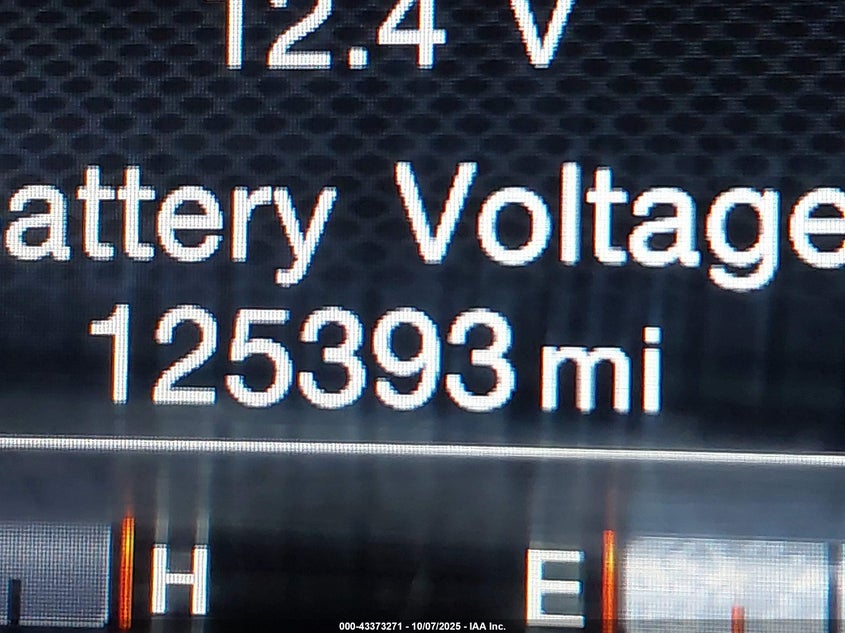 12.4 V
attery Voltage
125393 mi
H E
000-43373271 - 10/07/2025 - IAA Inc.